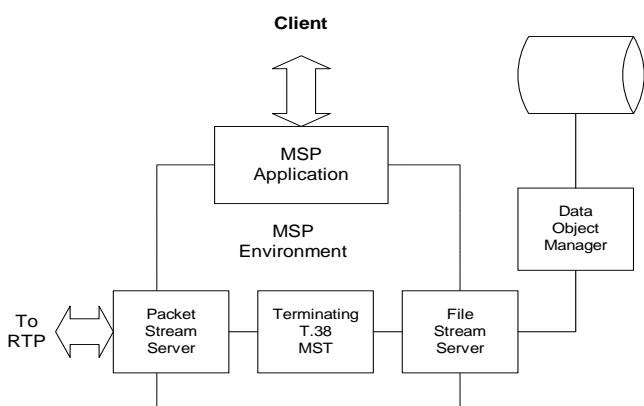 Client
MSP
Application
MSP
Environment
Data
Object
Manager
To
RTP
Packet
Stream
Server
Terminating
T.38
MST
File
Stream
Server